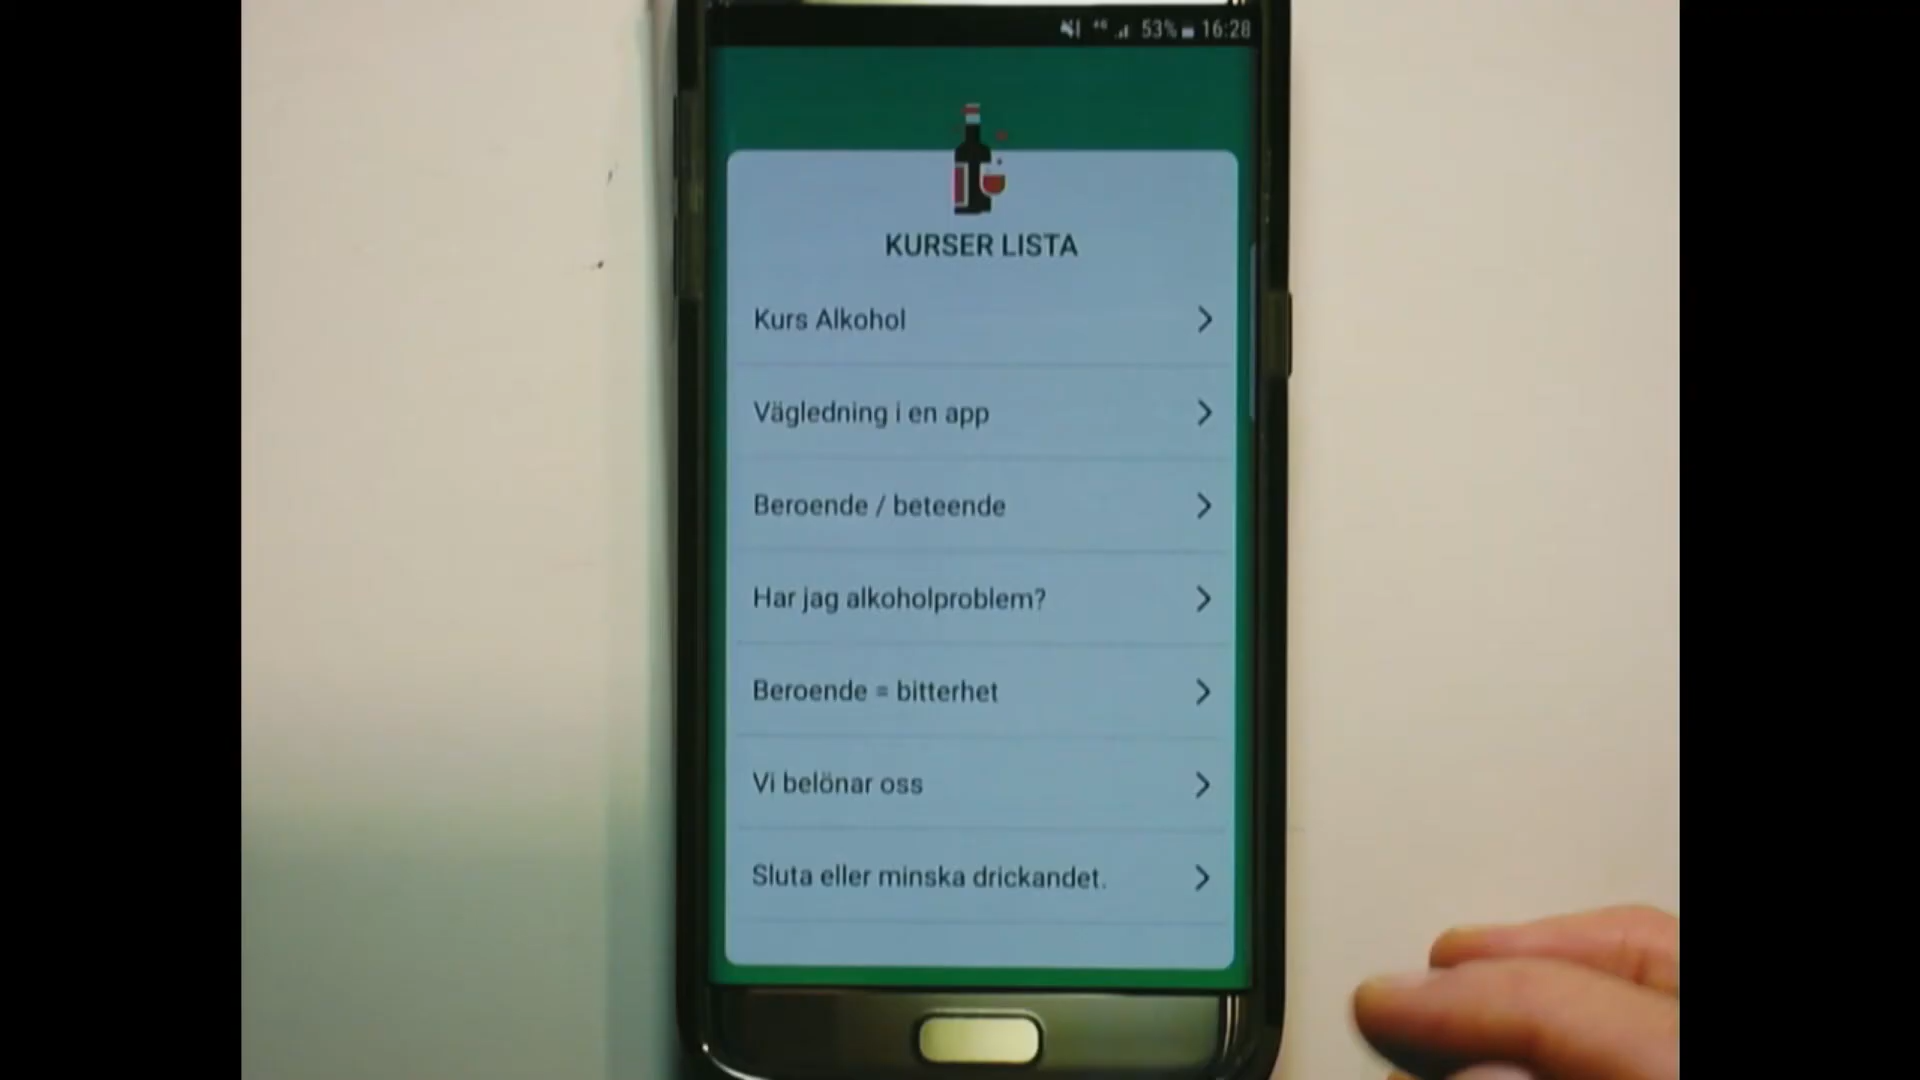 4G 53% 16:28
KURSER LISTA
Kurs Alkohol
Vägledning i en app
Beroende / beteende
Har jag alkoholproblem?
Beroende = bitterhet
Vi belönar oss
Sluta eller minska drickandet.